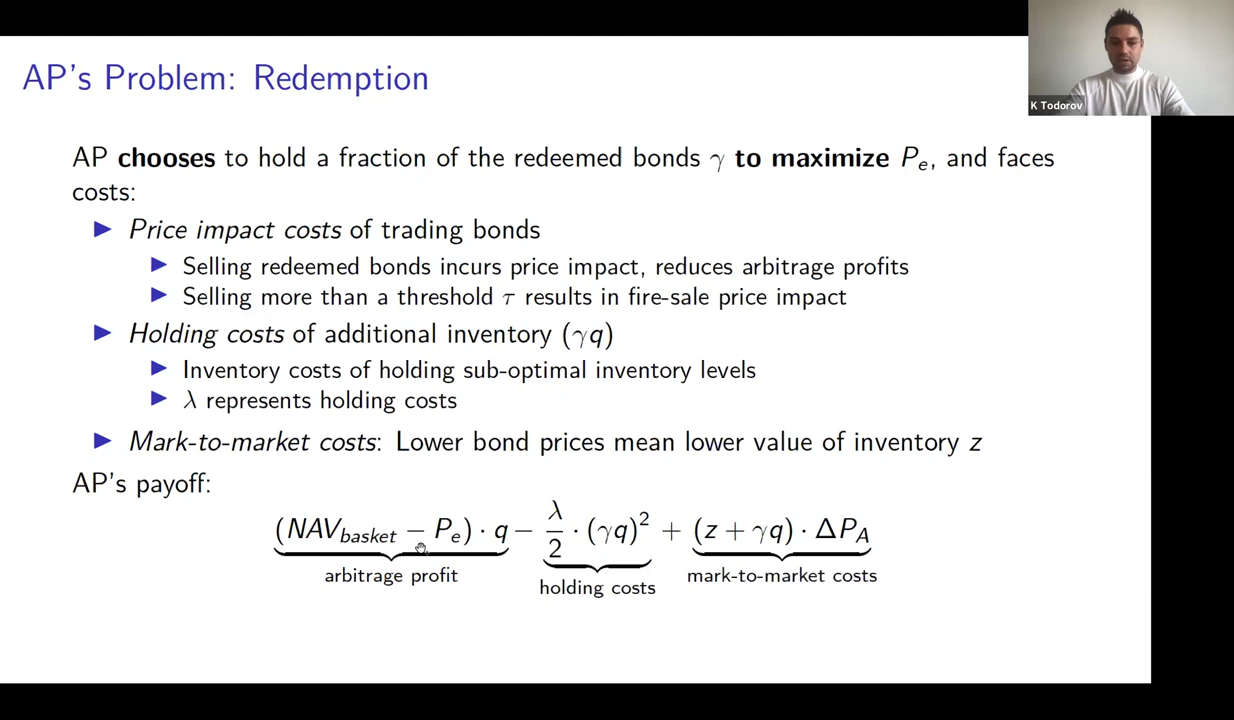 AP's Problem: Redemption
K Todorov
AP chooses to hold a fraction of the redeemed bonds γ to maximize P_e, and faces
costs:
▶ Price impact costs of trading bonds
▶ Selling redeemed bonds incurs price impact, reduces arbitrage profits
▶ Selling more than a threshold τ results in fire-sale price impact
▶ Holding costs of additional inventory (γq)
▶ Inventory costs of holding sub-optimal inventory levels
▶ λ represents holding costs
▶ Mark-to-market costs: Lower bond prices mean lower value of inventory z
AP's payoff:
(NAV_basket − P_e) · q − λ/2 · (γq)² + (z + γq) · ΔP_A
arbitrage profit holding costs mark-to-market costs